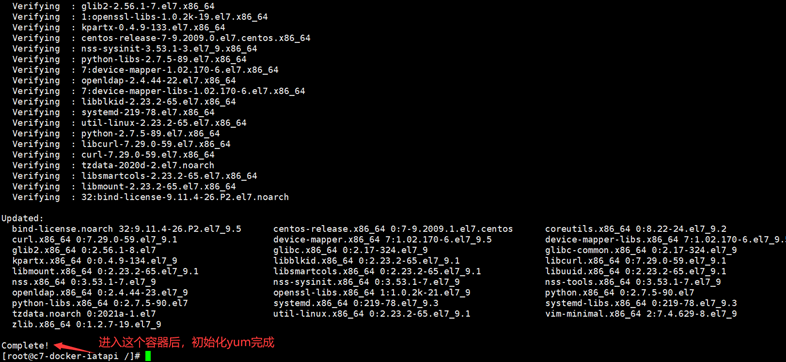 Verifying  : glib2-2.56.1-7.el7.x86_64
Verifying  : 1:openssl-libs-1.0.2k-19.el7.x86_64
Verifying  : kpartx-0.4.9-133.el7.x86_64
Verifying  : centos-release-7-9.2009.0.el7.centos.x86_64
Verifying  : nss-sysinit-3.53.1-3.el7_9.x86_64
Verifying  : python-libs-2.7.5-89.el7.x86_64
Verifying  : 7:device-mapper-1.02.170-6.el7.x86_64
Verifying  : openldap-2.4.44-22.el7.x86_64
Verifying  : 7:device-mapper-libs-1.02.170-6.el7.x86_64
Verifying  : libblkid-2.23.2-65.el7.x86_64
Verifying  : systemd-219-78.el7.x86_64
Verifying  : util-linux-2.23.2-65.el7.x86_64
Verifying  : python-2.7.5-89.el7.x86_64
Verifying  : libcurl-7.29.0-59.el7.x86_64
Verifying  : curl-7.29.0-59.el7.x86_64
Verifying  : tzdata-2020d-2.el7.noarch
Verifying  : libsmartcols-2.23.2-65.el7.x86_64
Verifying  : libmount-2.23.2-65.el7.x86_64
Verifying  : 32:bind-license-9.11.4-26.P2.el7.noarch
Updated:
bind-license.noarch 32:9.11.4-26.P2.el7_9.5 centos-release.x86_64 0:7-9.2009.1.el7.centos coreutils.x86_64 0:8.22-24.el7_9.2
curl.x86_64 0:7.29.0-59.el7_9.1 device-mapper.x86_64 7:1.02.170-6.el7_9.5 device-mapper-libs.x86_64 7:1.02.170-6.el7_9.
glib2.x86_64 0:2.56.1-8.el7 glibc.x86_64 0:2.17-324.el7_9 glibc-common.x86_64 0:2.17-324.el7_9
kpartx.x86_64 0:0.4.9-134.el7_9 libblkid.x86_64 0:2.23.2-65.el7_9.1 libcurl.x86_64 0:7.29.0-59.el7_9.1
libmount.x86_64 0:2.23.2-65.el7_9.1 libsmartcols.x86_64 0:2.23.2-65.el7_9.1 libuuid.x86_64 0:2.23.2-65.el7_9.1
nss.x86_64 0:3.53.1-7.el7_9 nss-sysinit.x86_64 0:3.53.1-7.el7_9 nss-tools.x86_64 0:3.53.1-7.el7_9
openldap.x86_64 0:2.4.44-23.el7_9 openssl-libs.x86_64 1:1.0.2k-21.el7_9 python.x86_64 0:2.7.5-90.el7
python-libs.x86_64 0:2.7.5-90.el7 systemd.x86_64 0:219-78.el7_9.3 systemd-libs.x86_64 0:219-78.el7_9.3
tzdata.noarch 0:2021a-1.el7 util-linux.x86_64 0:2.23.2-65.el7_9.1 vim-minimal.x86_64 2:7.4.629-8.el7_9
zlib.x86_64 0:1.2.7-19.el7_9
Complete! 进入这个容器后，初始化yum完成
[root@c7-docker-iatapi /]#